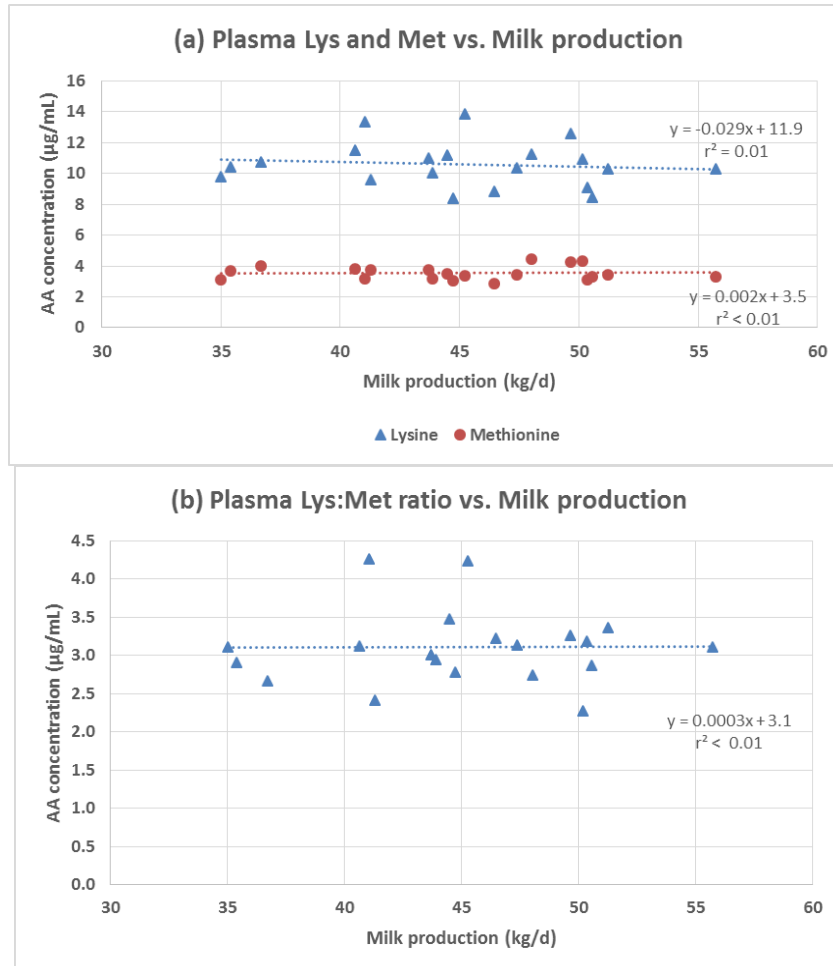 (a) Plasma Lys and Met vs. Milk production
AA concentration (µg/mL)
16
14
12
10
8
6
4
2
0
y = -0.029x + 11.9
r² = 0.01
y = 0.002x + 3.5
r² < 0.01
30 35 40 45 50 55 60
Milk production (kg/d)
Lysine Methionine
(b) Plasma Lys:Met ratio vs. Milk production
AA concentration (µg/mL)
4.5
4.0
3.5
3.0
2.5
2.0
1.5
1.0
0.5
0.0
y = 0.0003x + 3.1
r² < 0.01
30 35 40 45 50 55 60
Milk production (kg/d)